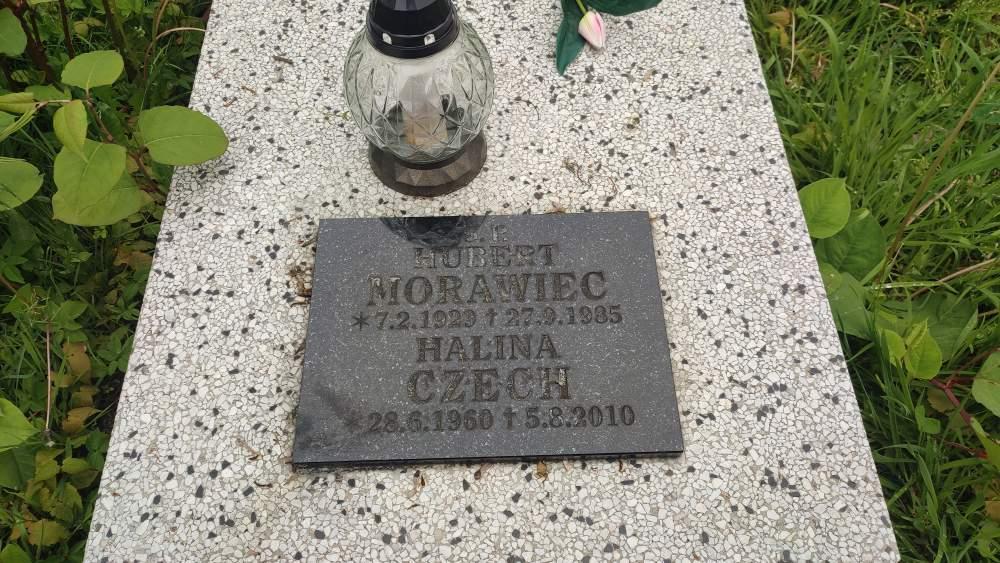 Ś. P.
HUBERT
MORAWIEC
* 7.2.1929 † 27.9.1985
HALINA
CZECH
* 28.6.1960 † 5.8.2010